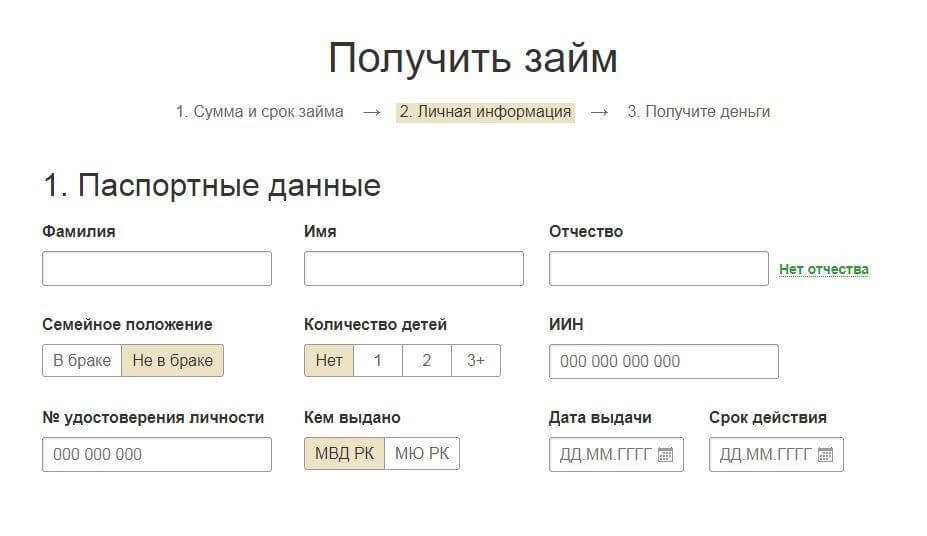 Получить займ
1. Сумма и срок займа → 2. Личная информация → 3. Получите деньги
1. Паспортные данные
Фамилия Имя Отчество
Нет отчества
Семейное положение Количество детей ИИН
В браке Не в браке Нет 1 2 3+ 000 000 000 000
№ удостоверения личности Кем выдано Дата выдачи Срок действия
000 000 000 МВД РК МЮ РК ДД.ММ.ГГГГ ДД.ММ.ГГГГ